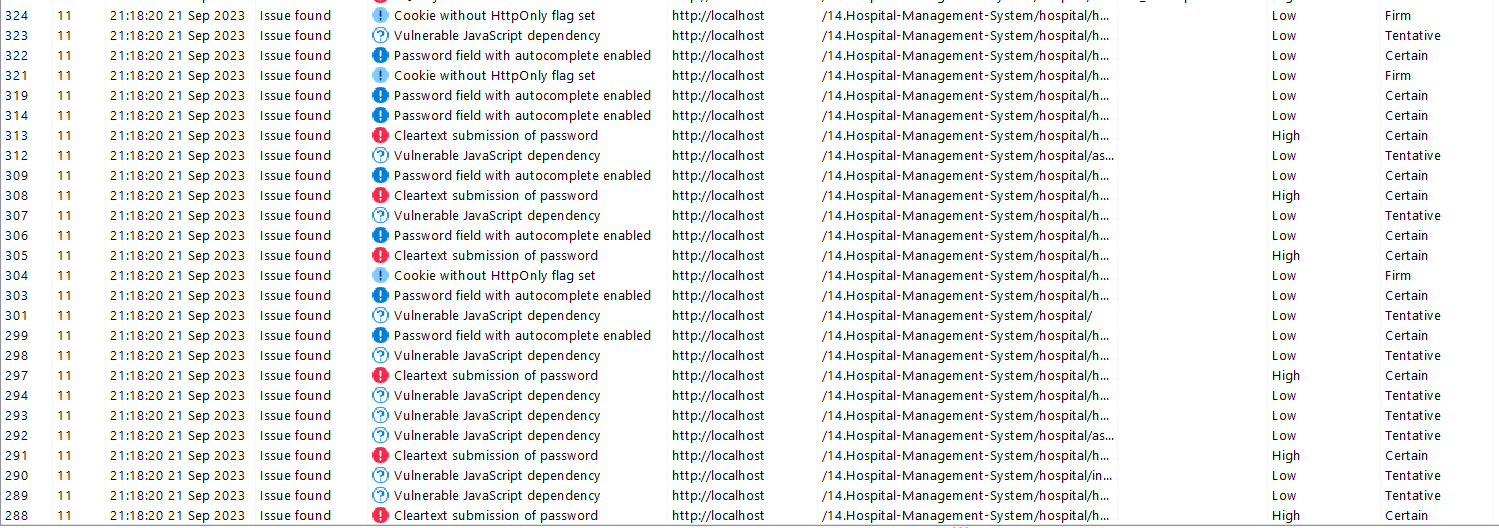 324 11 21:18:20 21 Sep 2023 Issue found Cookie without HttpOnly flag set http://localhost /14.Hospital-Management-System/hospital/h... Low Firm
323 11 21:18:20 21 Sep 2023 Issue found Vulnerable JavaScript dependency http://localhost /14.Hospital-Management-System/hospital/h... Low Tentative
322 11 21:18:20 21 Sep 2023 Issue found Password field with autocomplete enabled http://localhost /14.Hospital-Management-System/hospital/h... Low Certain
321 11 21:18:20 21 Sep 2023 Issue found Cookie without HttpOnly flag set http://localhost /14.Hospital-Management-System/hospital/h... Low Firm
319 11 21:18:20 21 Sep 2023 Issue found Password field with autocomplete enabled http://localhost /14.Hospital-Management-System/hospital/h... Low Certain
314 11 21:18:20 21 Sep 2023 Issue found Password field with autocomplete enabled http://localhost /14.Hospital-Management-System/hospital/h... Low Certain
313 11 21:18:20 21 Sep 2023 Issue found Cleartext submission of password http://localhost /14.Hospital-Management-System/hospital/h... High Certain
312 11 21:18:20 21 Sep 2023 Issue found Vulnerable JavaScript dependency http://localhost /14.Hospital-Management-System/hospital/as... Low Tentative
309 11 21:18:20 21 Sep 2023 Issue found Password field with autocomplete enabled http://localhost /14.Hospital-Management-System/hospital/h... Low Certain
308 11 21:18:20 21 Sep 2023 Issue found Cleartext submission of password http://localhost /14.Hospital-Management-System/hospital/h... High Certain
307 11 21:18:20 21 Sep 2023 Issue found Vulnerable JavaScript dependency http://localhost /14.Hospital-Management-System/hospital/h... Low Tentative
306 11 21:18:20 21 Sep 2023 Issue found Password field with autocomplete enabled http://localhost /14.Hospital-Management-System/hospital/h... Low Certain
305 11 21:18:20 21 Sep 2023 Issue found Cleartext submission of password http://localhost /14.Hospital-Management-System/hospital/h... High Certain
304 11 21:18:20 21 Sep 2023 Issue found Cookie without HttpOnly flag set http://localhost /14.Hospital-Management-System/hospital/h... Low Firm
303 11 21:18:20 21 Sep 2023 Issue found Password field with autocomplete enabled http://localhost /14.Hospital-Management-System/hospital/h... Low Certain
301 11 21:18:20 21 Sep 2023 Issue found Vulnerable JavaScript dependency http://localhost /14.Hospital-Management-System/hospital/ Low Tentative
299 11 21:18:20 21 Sep 2023 Issue found Password field with autocomplete enabled http://localhost /14.Hospital-Management-System/hospital/h... Low Certain
298 11 21:18:20 21 Sep 2023 Issue found Vulnerable JavaScript dependency http://localhost /14.Hospital-Management-System/hospital/h... Low Tentative
297 11 21:18:20 21 Sep 2023 Issue found Cleartext submission of password http://localhost /14.Hospital-Management-System/hospital/h... High Certain
294 11 21:18:20 21 Sep 2023 Issue found Vulnerable JavaScript dependency http://localhost /14.Hospital-Management-System/hospital/h... Low Tentative
293 11 21:18:20 21 Sep 2023 Issue found Vulnerable JavaScript dependency http://localhost /14.Hospital-Management-System/hospital/h... Low Tentative
292 11 21:18:20 21 Sep 2023 Issue found Vulnerable JavaScript dependency http://localhost /14.Hospital-Management-System/hospital/as... Low Tentative
291 11 21:18:20 21 Sep 2023 Issue found Cleartext submission of password http://localhost /14.Hospital-Management-System/hospital/h... High Certain
290 11 21:18:20 21 Sep 2023 Issue found Vulnerable JavaScript dependency http://localhost /14.Hospital-Management-System/hospital/in... Low Tentative
289 11 21:18:20 21 Sep 2023 Issue found Vulnerable JavaScript dependency http://localhost /14.Hospital-Management-System/hospital/h... Low Tentative
288 11 21:18:20 21 Sep 2023 Issue found Cleartext submission of password http://localhost /14.Hospital-Management-System/hospital/h... High Certain